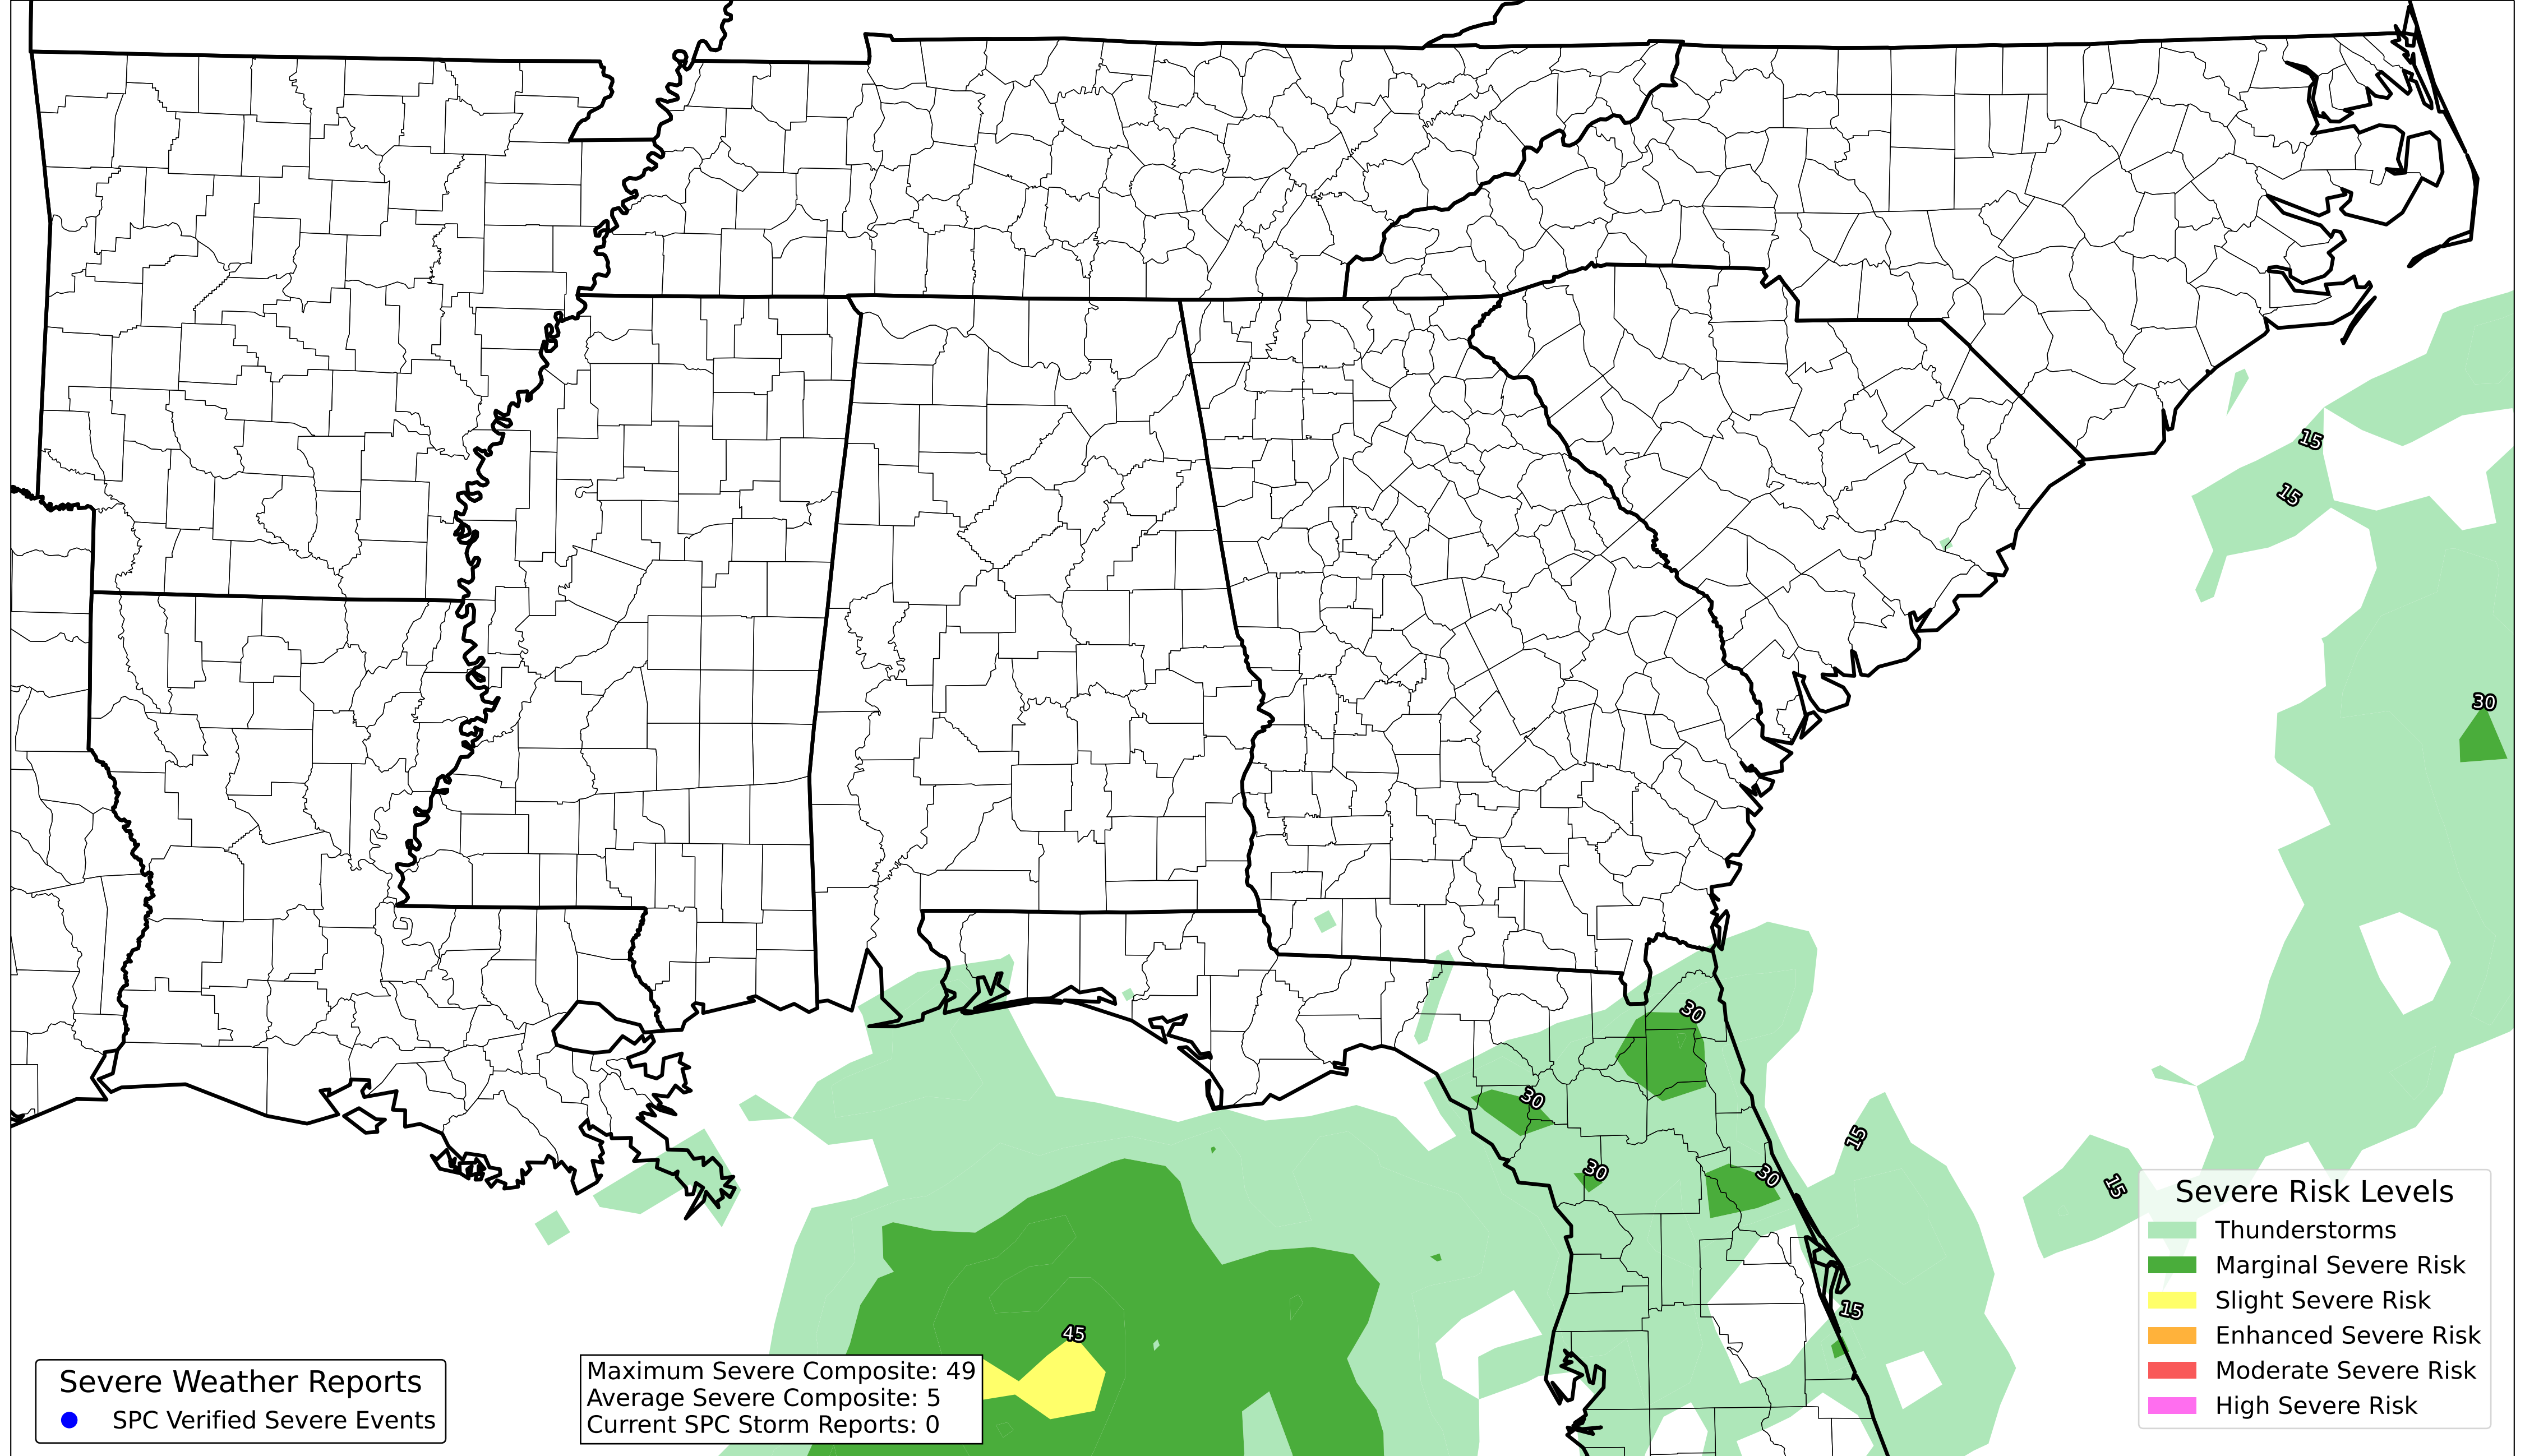 15
15
30
30
30
15
30
30
15
15
45
Severe Risk Levels
Thunderstorms
Marginal Severe Risk
Slight Severe Risk
Enhanced Severe Risk
Moderate Severe Risk
High Severe Risk
Maximum Severe Composite: 49
Average Severe Composite: 5
Current SPC Storm Reports: 0
Severe Weather Reports
SPC Verified Severe Events